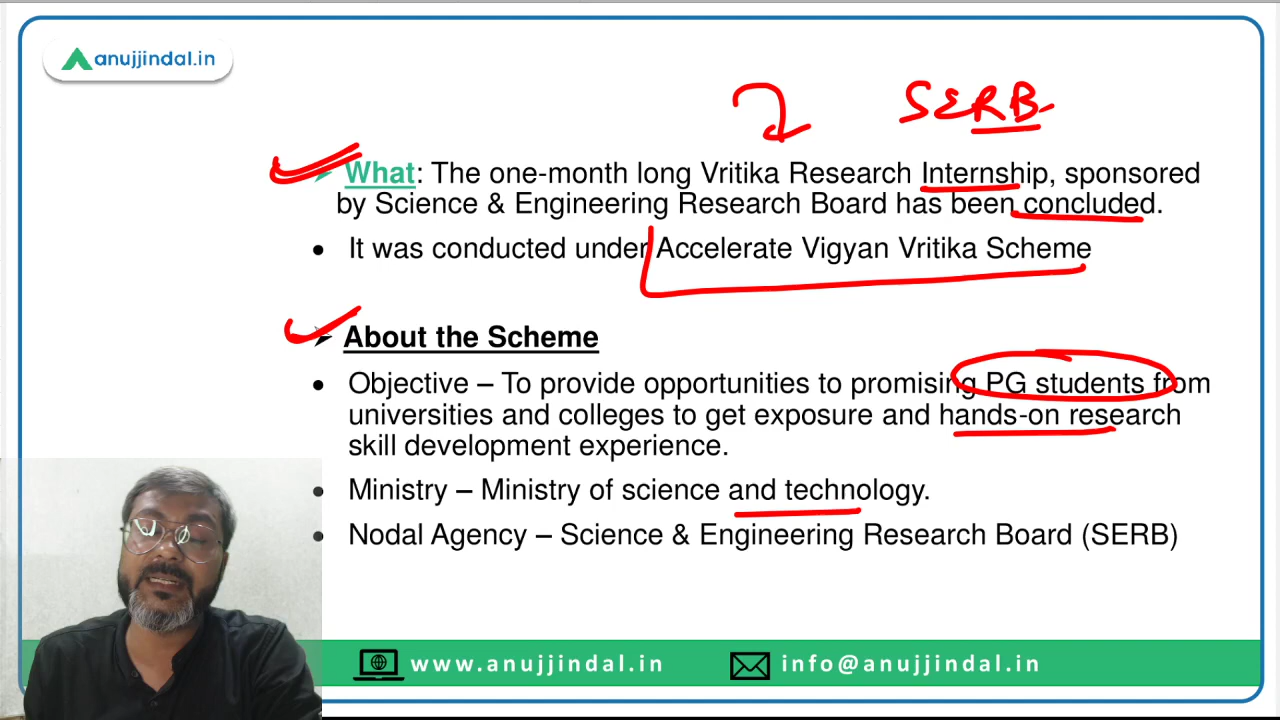 anujjindal.in
SERB
What: The one-month long Vritika Research Internship, sponsored
by Science & Engineering Research Board has been concluded.
• It was conducted under Accelerate Vigyan Vritika Scheme
About the Scheme
• Objective – To provide opportunities to promising PG students from
universities and colleges to get exposure and hands-on research
skill development experience.
• Ministry – Ministry of science and technology.
• Nodal Agency – Science & Engineering Research Board (SERB)
www.anujjindal.in
info@anujjindal.in